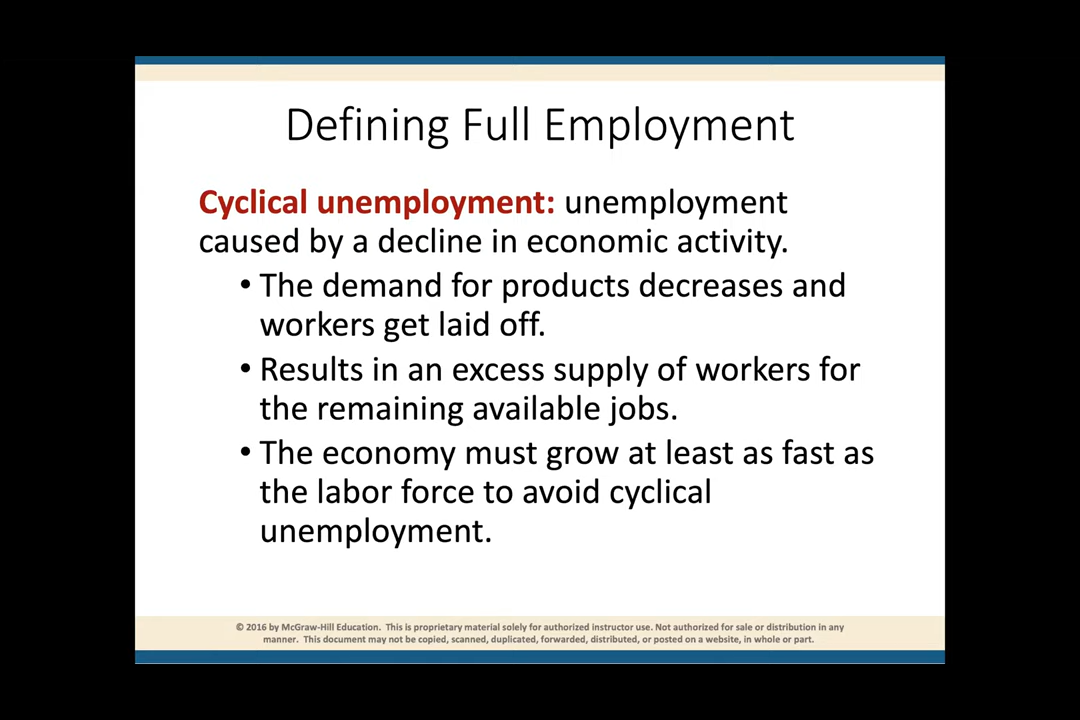 Defining Full Employment
Cyclical unemployment: unemployment
caused by a decline in economic activity.
• The demand for products decreases and
workers get laid off.
• Results in an excess supply of workers for
the remaining available jobs.
• The economy must grow at least as fast as
the labor force to avoid cyclical
unemployment.
© 2016 by McGraw-Hill Education. This is proprietary material solely for authorized instructor use. Not authorized for sale or distribution in any
manner. This document may not be copied, scanned, duplicated, forwarded, distributed, or posted on a website, in whole or part.